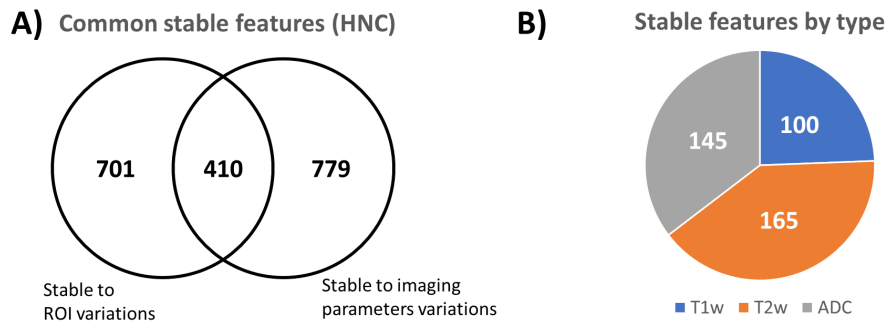 A) Common stable features (HNC)
701 410 779
Stable to
ROI variations
Stable to imaging
parameters variations
B) Stable features by type
145 100
165
T1w T2w ADC